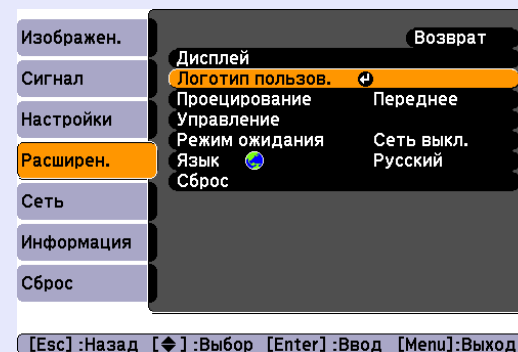 Изображен.
Сигнал
Настройки
Расширен.
Сеть
Информация
Сброс
Возврат
Дисплей
Логотип пользов.
Проецирование Переднее
Управление
Режим ожидания Сеть выкл.
Язык Русский
Сброс
[Esc] :Назад [◆] :Выбор [Enter] :Ввод [Menu]:Выход